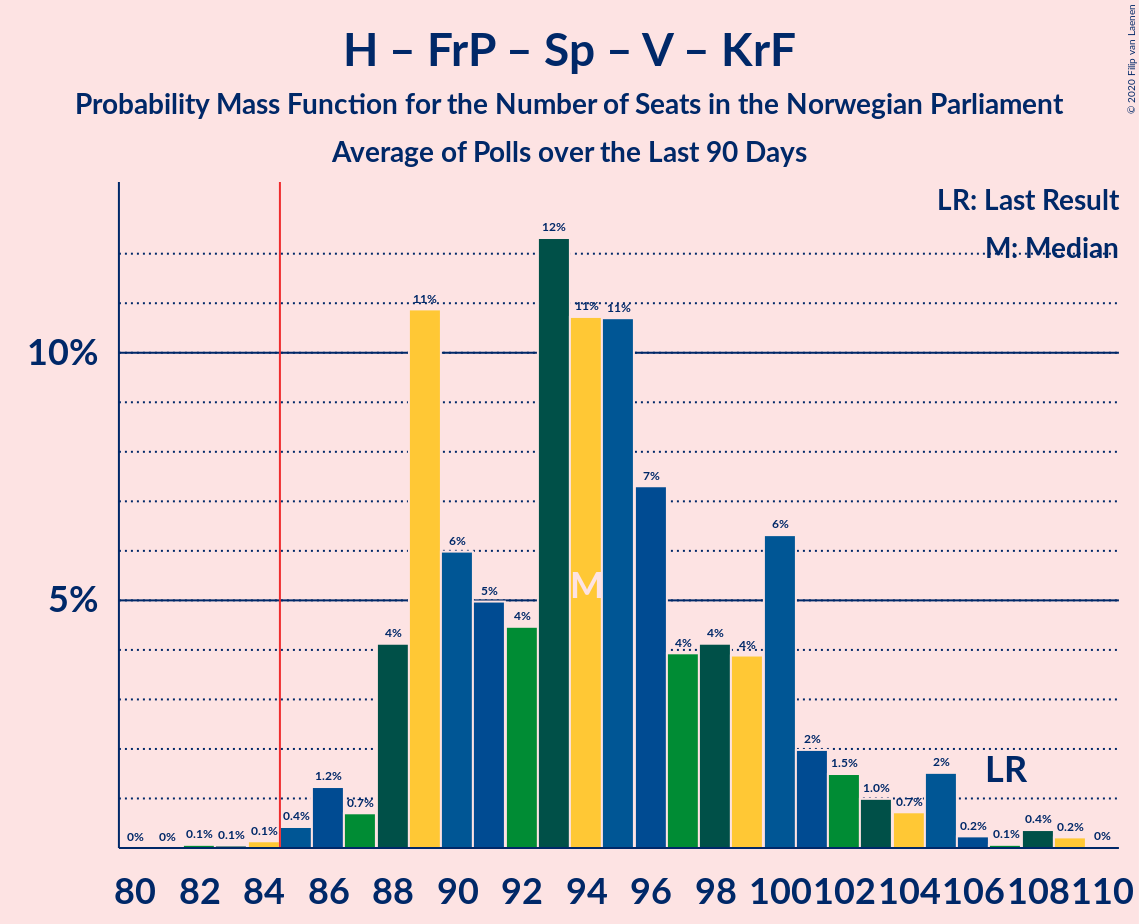 H – FrP – Sp – V – KrF
Probability Mass Function for the Number of Seats in the Norwegian Parliament
Average of Polls over the Last 90 Days
© 2020 Filip van Laenen
LR: Last Result
M: Median
10%
5%
0% 0% 0.1% 0.1% 0.1% 0.4% 1.2% 0.7% 4% 11% 6% 5% 4% 12% 11% 11% 7% 4% 4% 4% 6% 2% 1.5% 1.0% 0.7% 2% 0.2% 0.1% 0.4% 0.2% 0%
M
LR
80 82 84 86 88 90 92 94 96 98 100 102 104 106 108 110